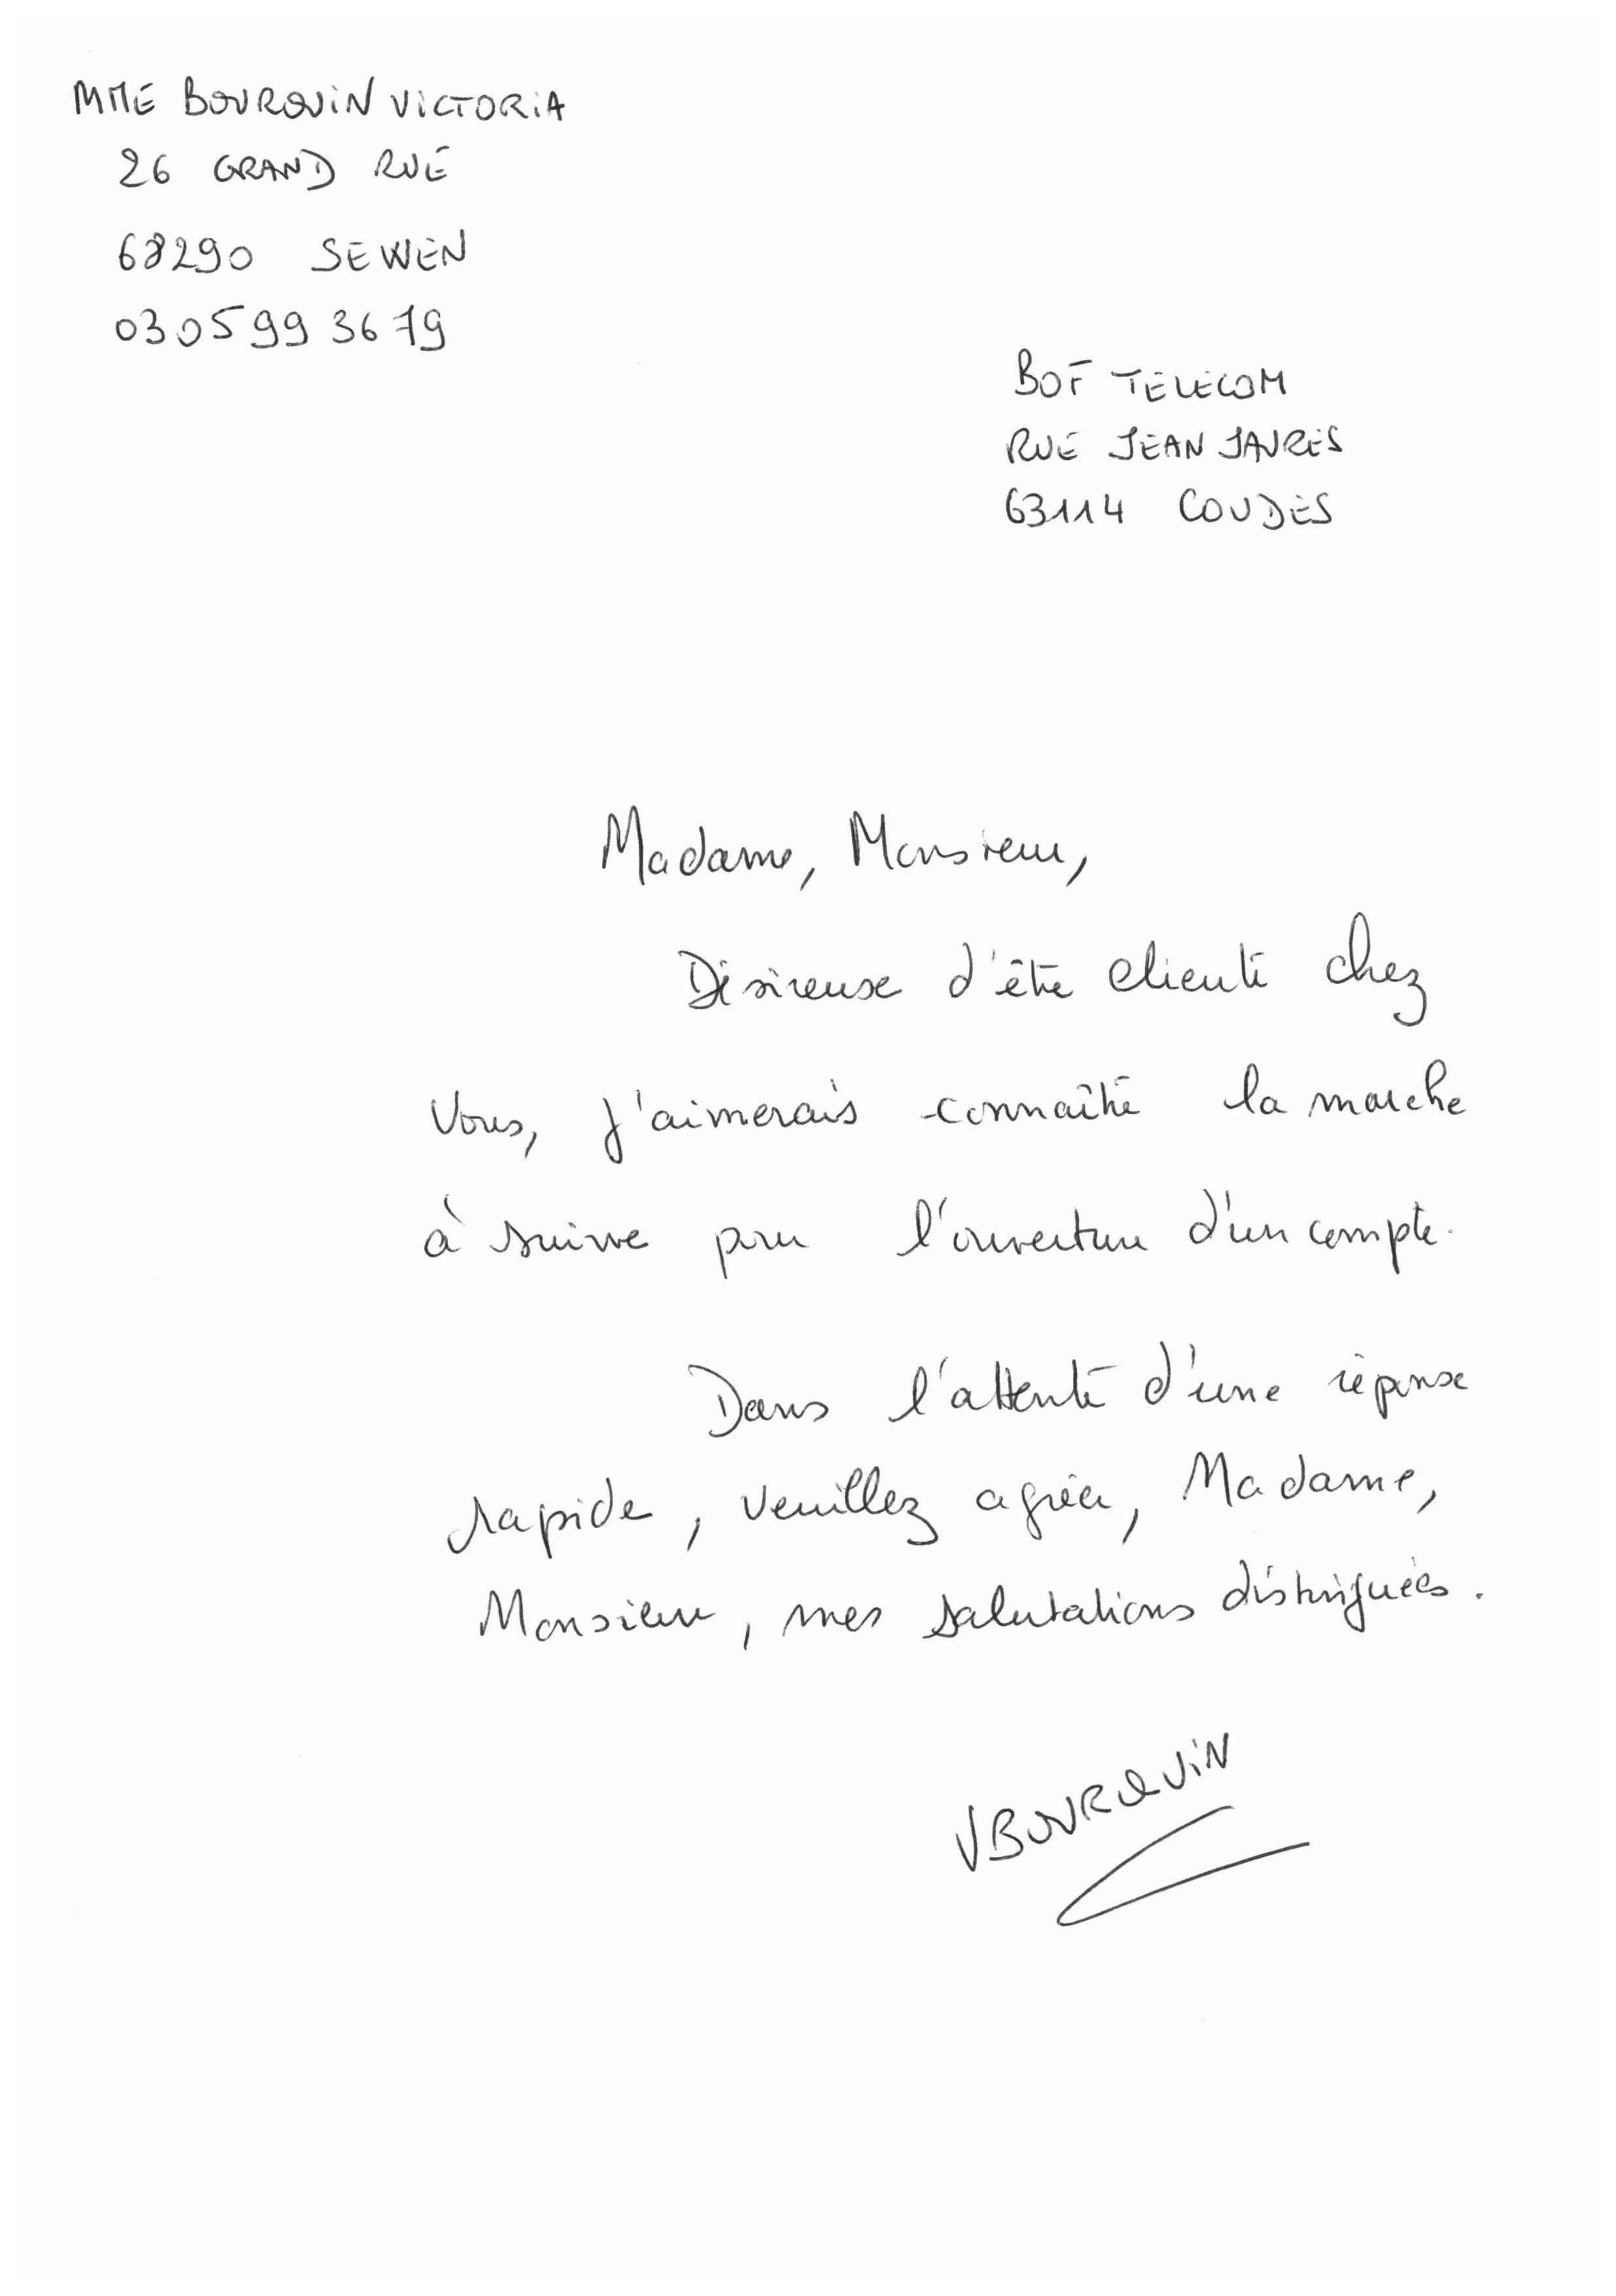 MME BOURQUIN VICTORIA
26 GRAND RUE
68290 SEWEN
03 05 99 36 79
BOF TELECOM
RUE JEAN JAURES
63114 COUDES
Madame, Monsieur,
Désireuse d'être cliente chez
vous, j'aimerais connaître la marche
à suivre pour l'ouverture d'un compte.
Dans l'attente d'une réponse
rapide, veuillez agréer, Madame,
Monsieur, mes salutations distinguées.
VBOURQUIN